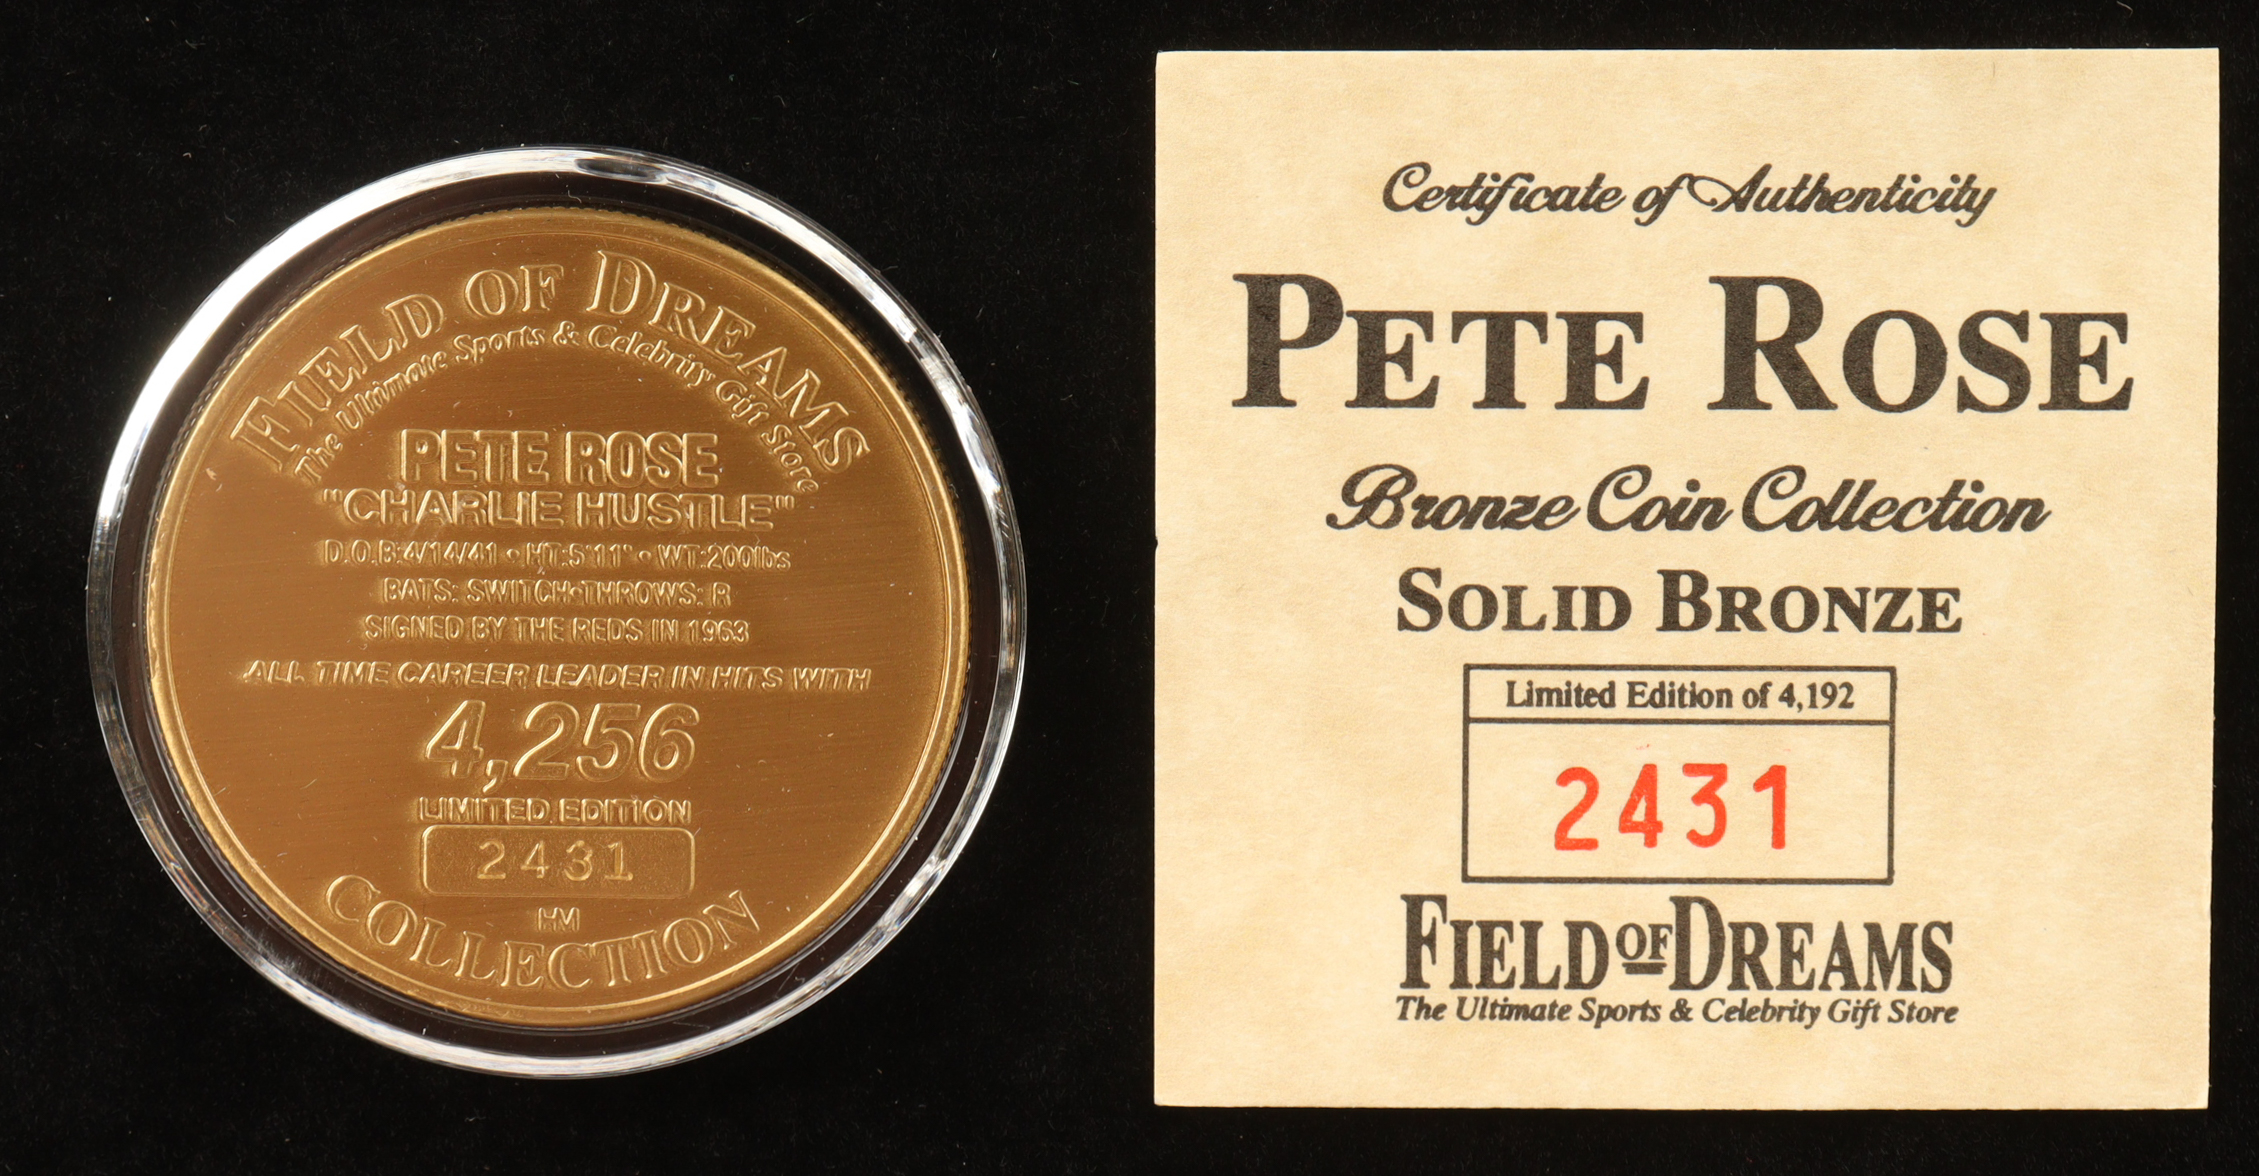 FIELD OF DREAMS
The Ultimate Sports & Celebrity Gift Store
PETE ROSE
"CHARLIE HUSTLE"
D.O.B:4/14/41 • HT:5'11" • WT:200lbs
BATS: SWITCH•THROWS: R
SIGNED BY THE REDS IN 1963
ALL TIME CAREER LEADER IN HITS WITH
4,256
LIMITED EDITION
2431
HM
COLLECTION
Certificate of Authenticity
PETE ROSE
Bronze Coin Collection
SOLID BRONZE
Limited Edition of 4,192
2431
FIELD OF DREAMS
The Ultimate Sports & Celebrity Gift Store